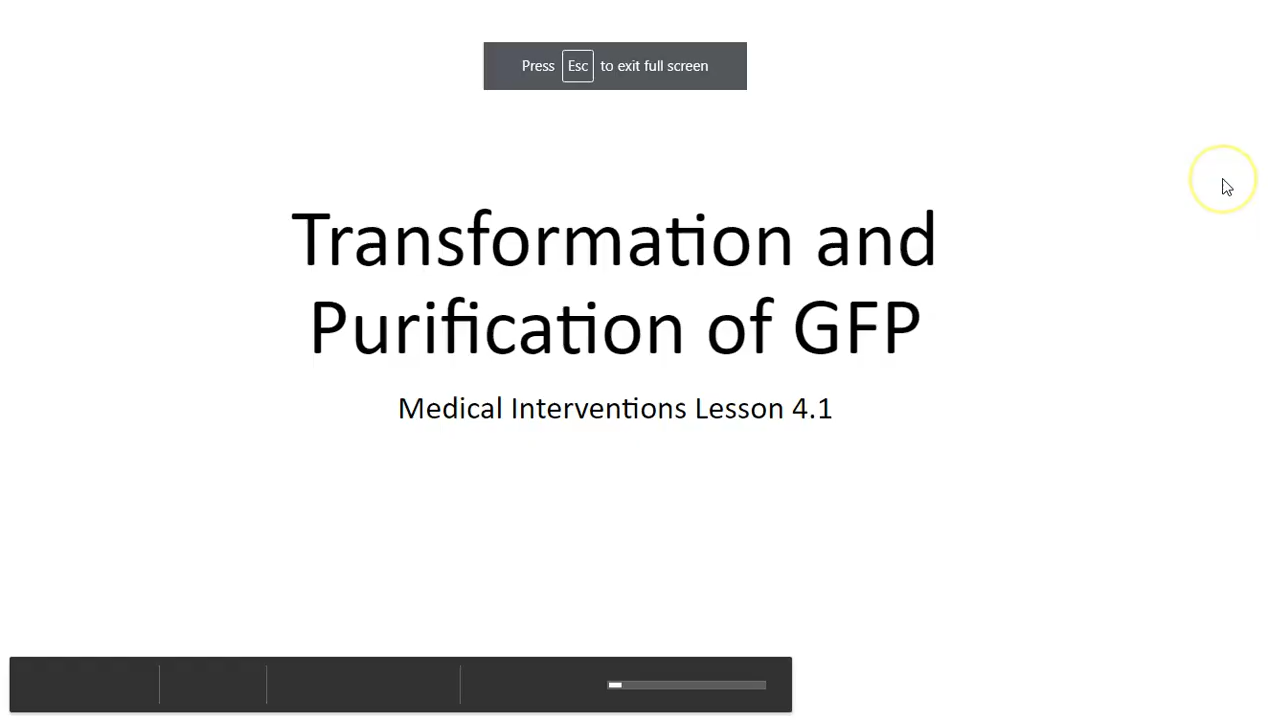 Press Esc to exit full screen
Transformation and
Purification of GFP
Medical Interventions Lesson 4.1